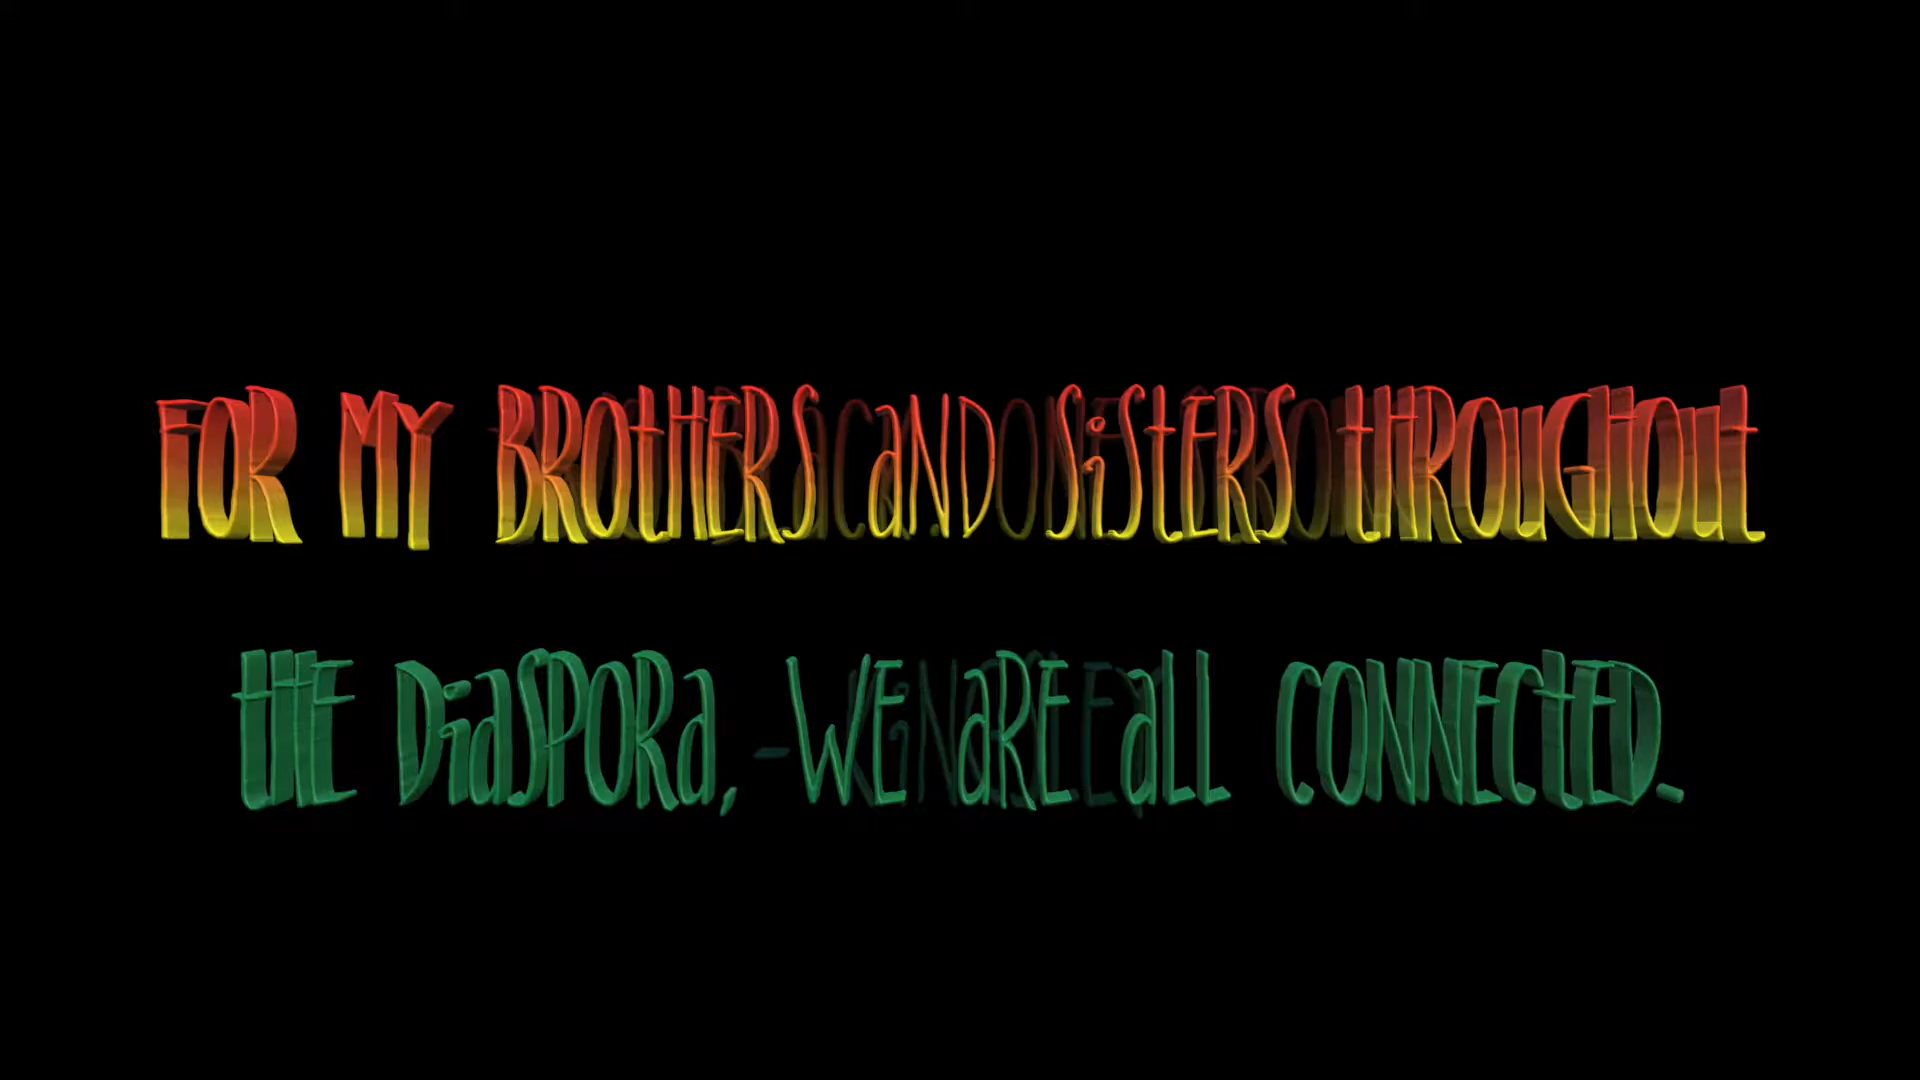 FOR MY BROTHERS AND SISTERS THROUGHOUT
THE DIASPORA, WE ARE ALL CONNECTED.